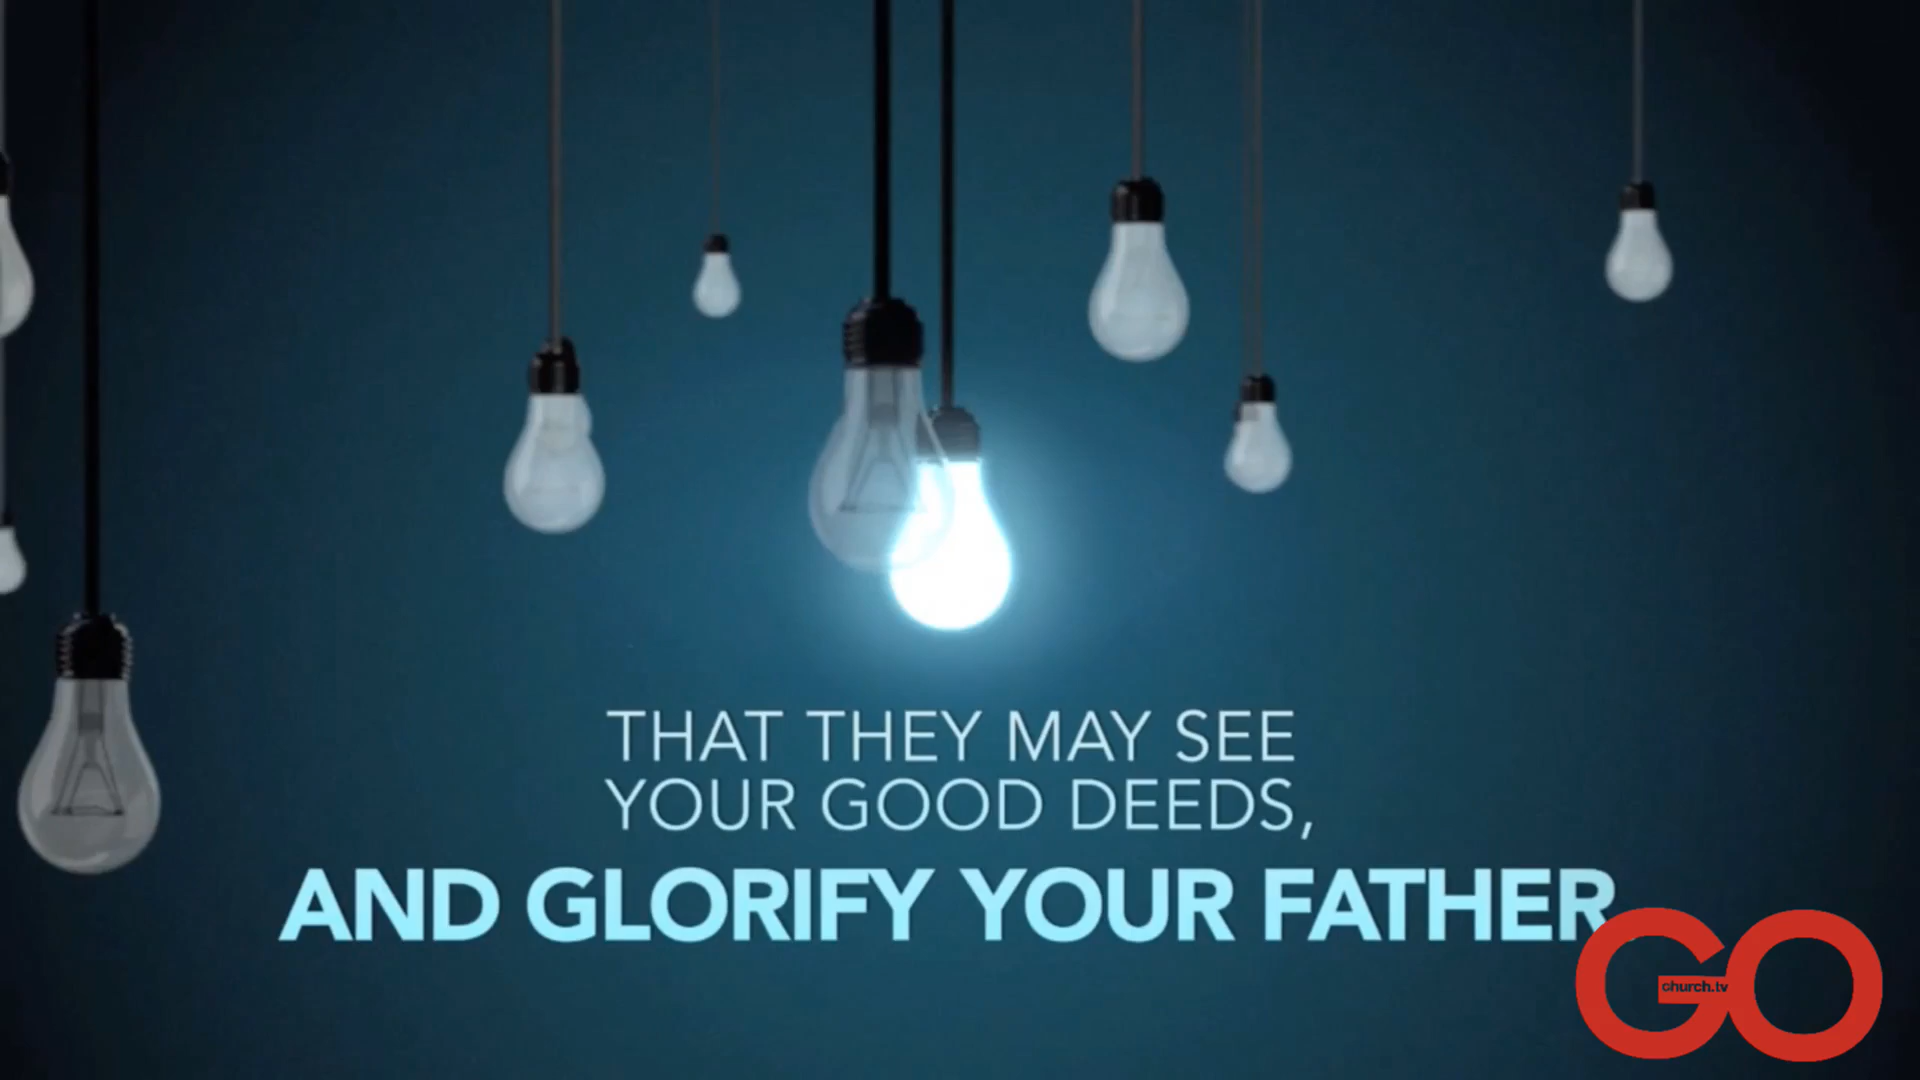 THAT THEY MAY SEE
YOUR GOOD DEEDS,
AND GLORIFY YOUR FATHER
GO
church.tv